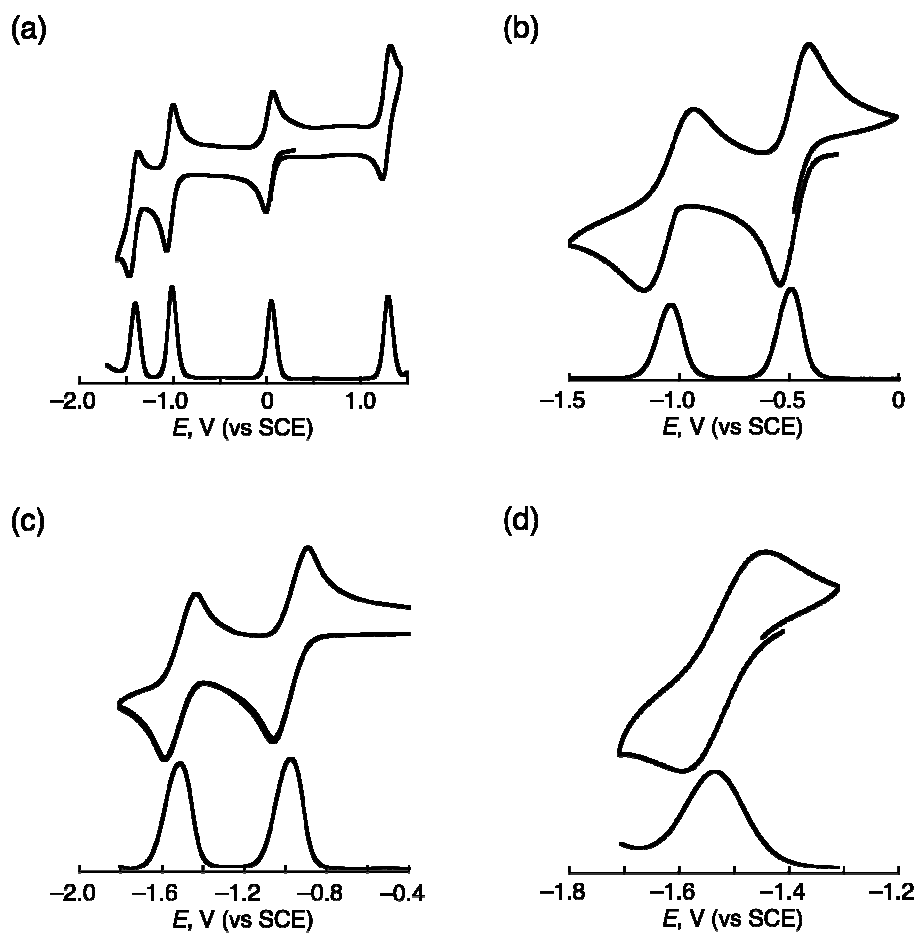 (a)
−2.0 −1.0 0 1.0
E, V (vs SCE)
(b)
−1.5 −1.0 −0.5 0
E, V (vs SCE)
(c)
−2.0 −1.6 −1.2 −0.8 −0.4
E, V (vs SCE)
(d)
−1.8 −1.6 −1.4 −1.2
E, V (vs SCE)